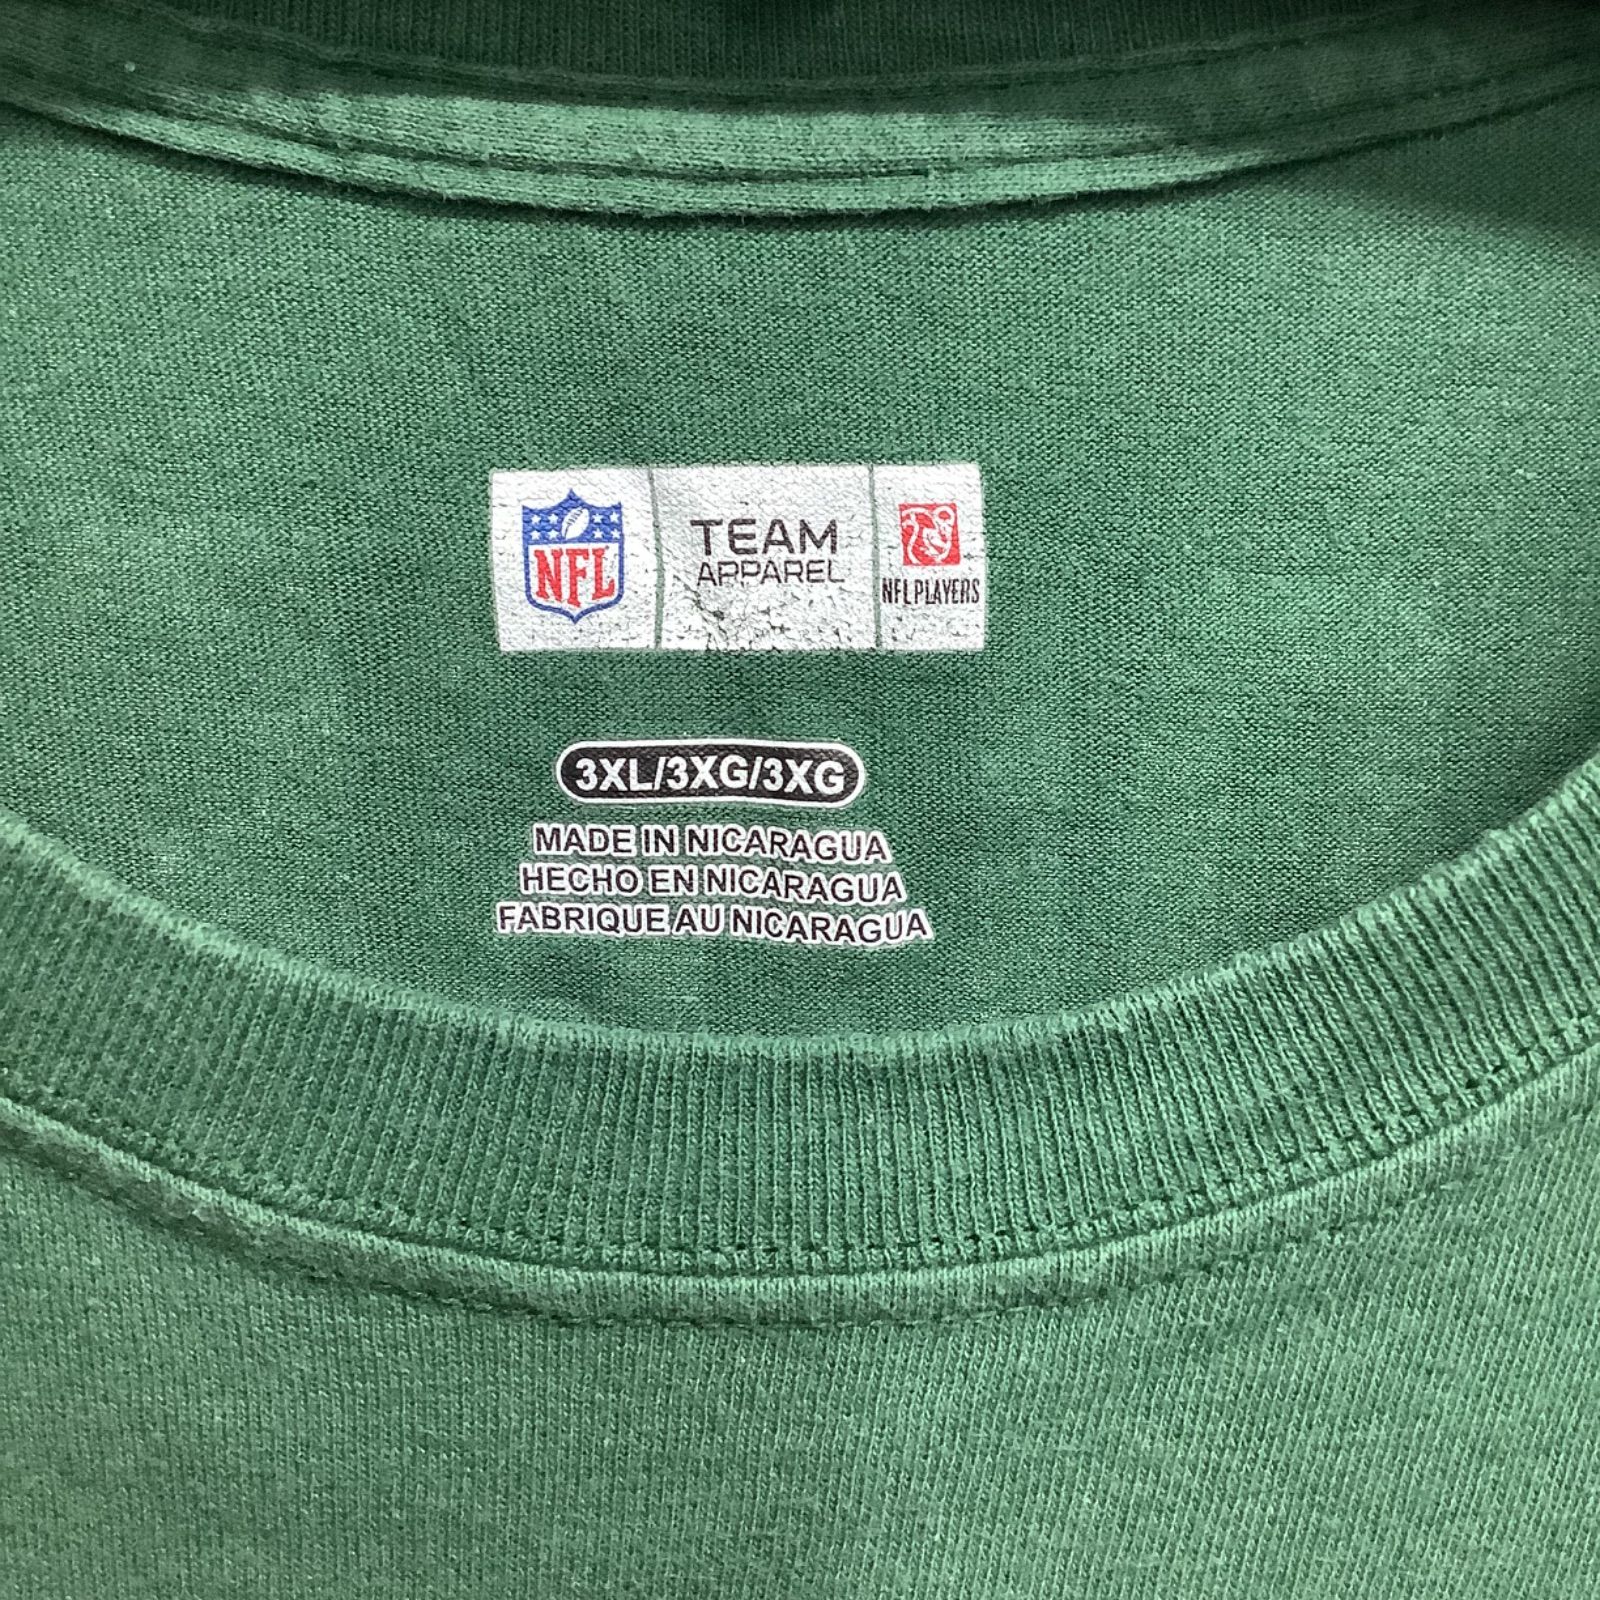 NFL
TEAM
APPAREL
NFL PLAYERS
3XL/3XG/3XG
MADE IN NICARAGUA
HECHO EN NICARAGUA
FABRIQUE AU NICARAGUA